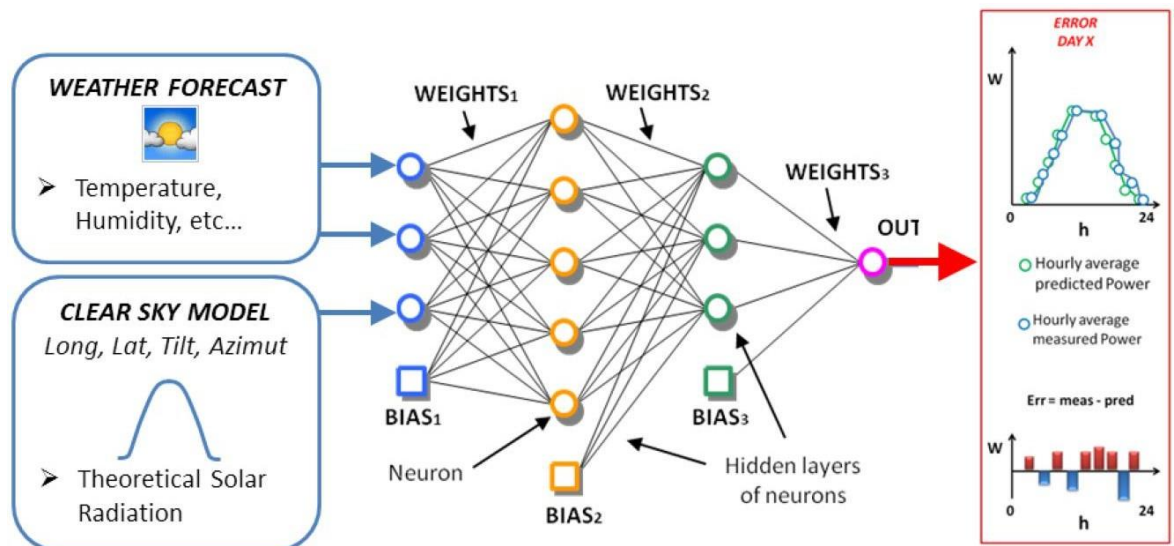 WEATHER FORECAST
➤ Temperature,
Humidity, etc...
CLEAR SKY MODEL
Long, Lat, Tilt, Azimut
➤ Theoretical Solar
Radiation
WEIGHTS1
WEIGHTS2
WEIGHTS3
BIAS1
BIAS2
BIAS3
Neuron
Hidden layers
of neurons
OUT
ERROR
DAY X
W
0
24
h
Hourly average
predicted Power
Hourly average
measured Power
Err = meas - pred
W
0
24
h